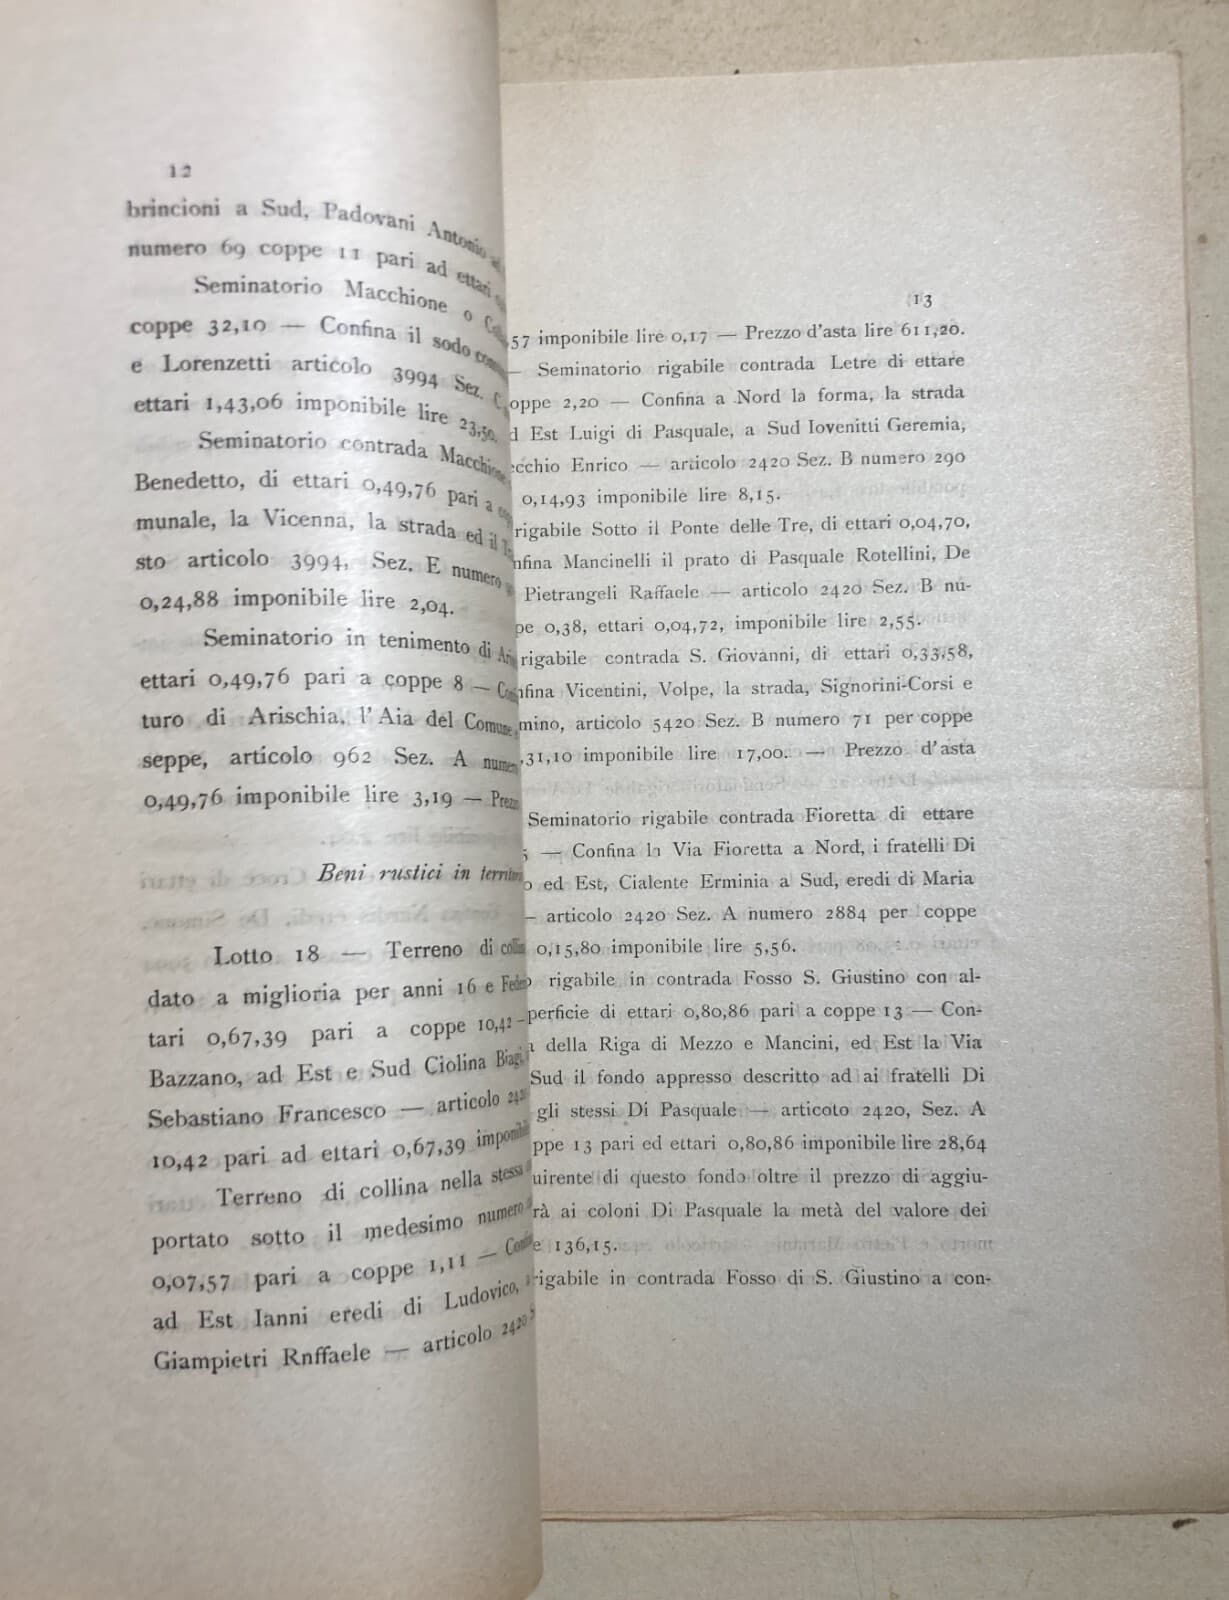 12
brincioni a Sud, Padovani Antonio
numero 69 coppe 11 pari ad ettari
Seminatorio Macchione o
coppe 32,10 — Confina il sodo
e Lorenzetti articolo 3994 Sez.
ettari 1,43,06 imponibile lire 23,50.
Seminatorio contrada Macchione
Benedetto, di ettari 0,49,76 pari a
munale, la Vicenna, la strada ed il
sto articolo 3994, Sez. E numero
0,24,88 imponibile lire 2,04.
Seminatorio in tenimento di
ettari 0,49,76 pari a coppe 8 —
turo di Arischia, l'Aia del Comune
seppe, articolo 962 Sez. A
0,49,76 imponibile lire 3,19 —
Beni rustici in
Lotto 18 — Terreno di
dato a miglioria per anni 16 e
tari 0,67,39 pari a coppe 10,42 —
Bazzano, ad Est e Sud Ciolina Biagi,
Sebastiano Francesco — articolo
10,42 pari ad ettari 0,67,39
Terreno di collina nella stessa
portato sotto il medesimo numero
0,07,57 pari a coppe 1,11 —
ad Est Ianni eredi di Ludovico,
Giampietri Rnffaele — articolo 2420
13
57 imponibile lire 0,17 — Prezzo d'asta lire 611,20.
— Seminatorio rigabile contrada Letre di ettare
oppe 2,20 — Confina a Nord la forma, la strada
d Est Luigi di Pasquale, a Sud Iovenitti Geremia,
ecchio Enrico — articolo 2420 Sez. B numero 290
0,14,93 imponibile lire 8,15.
rigabile Sotto il Ponte delle Tre, di ettari 0,04,70,
nfina Mancinelli il prato di Pasquale Rotellini, De
Pietrangeli Raffaele — articolo 2420 Sez. B nu-
pe 0,38, ettari 0,04,72, imponibile lire 2,55.
rigabile contrada S. Giovanni, di ettari 0,33,58,
nfina Vicentini, Volpe, la strada, Signorini-Corsi e
mino, articolo 5420 Sez. B numero 71 per coppe
,31,10 imponibile lire 17,00. — Prezzo d'asta
Seminatorio rigabile contrada Fioretta di ettare
— Confina la Via Fioretta a Nord, i fratelli Di
o ed Est, Cialente Erminia a Sud, eredi di Maria
— articolo 2420 Sez. A numero 2884 per coppe
0,15,80 imponibile lire 5,56.
rigabile in contrada Fosso S. Giustino con al-
perficie di ettari 0,80,86 pari a coppe 13 — Con-
a della Riga di Mezzo e Mancini, ed Est la Via
Sud il fondo appresso descritto ad ai fratelli Di
gli stessi Di Pasquale — articoto 2420, Sez. A
ppe 13 pari ed ettari 0,80,86 imponibile lire 28,64
uirente di questo fondo oltre il prezzo di aggiu-
rà ai coloni Di Pasquale la metà del valore dei
e 136,15.
rigabile in contrada Fosso di S. Giustino a con-